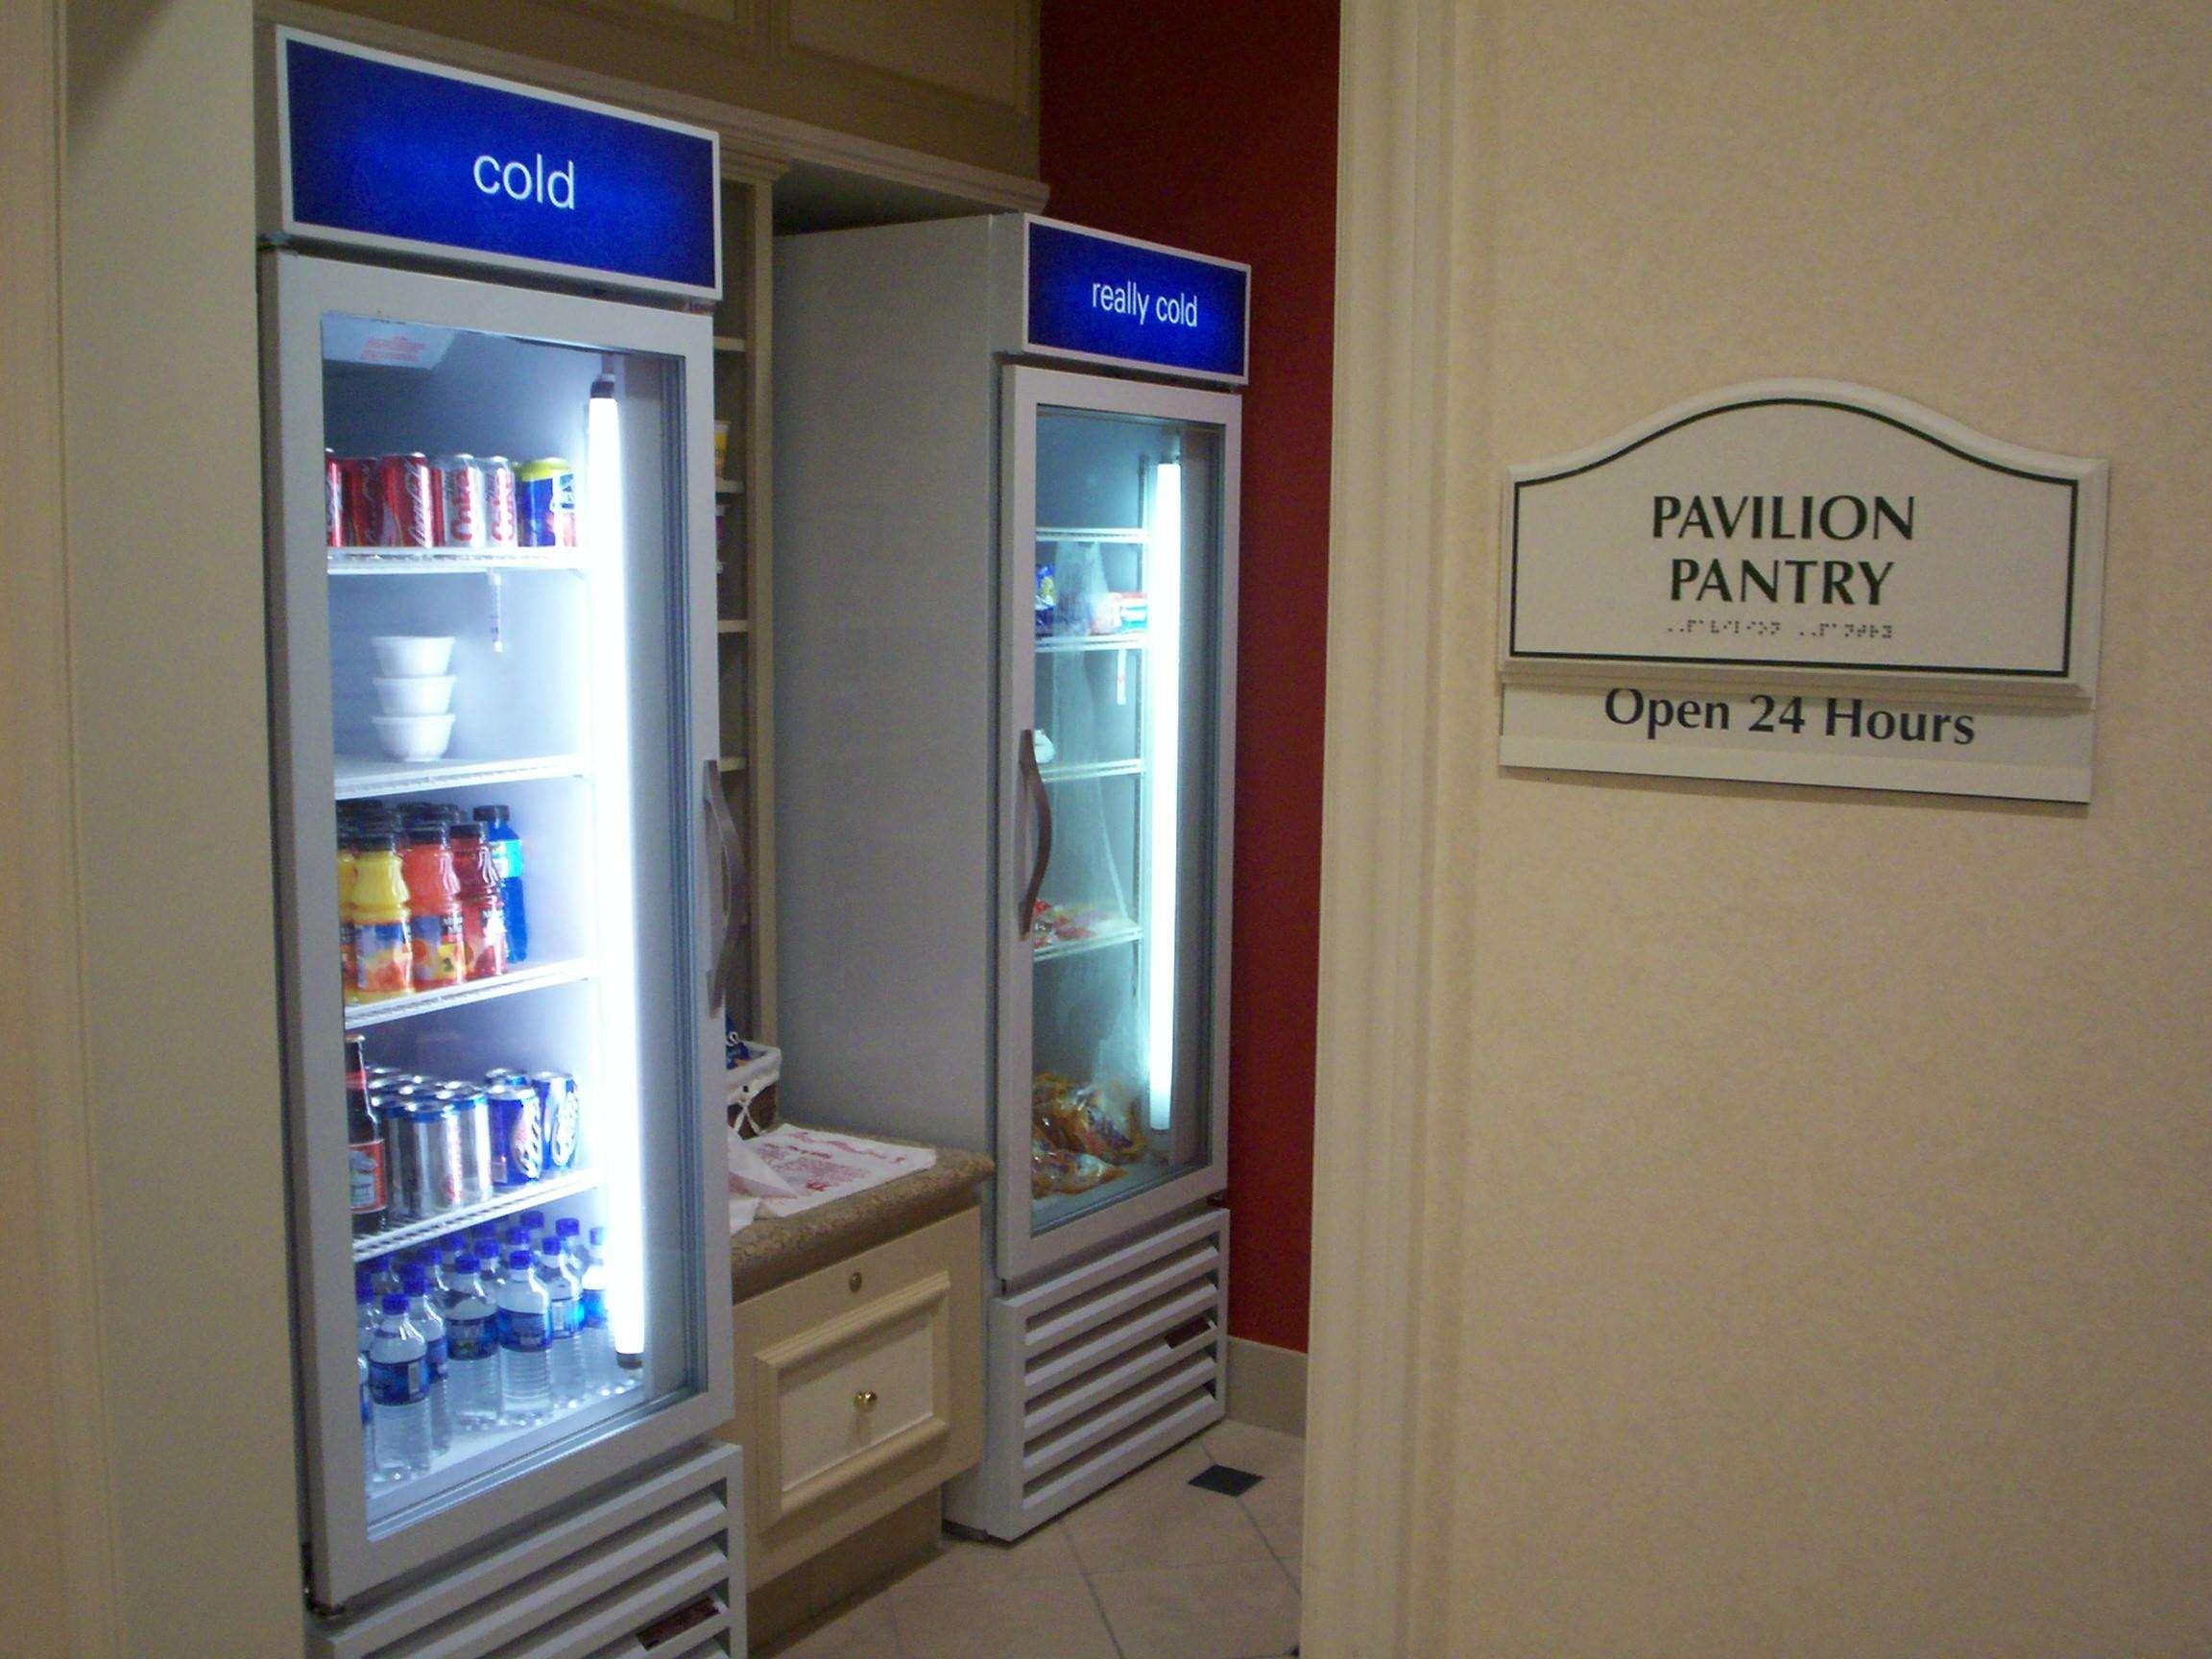 cold
really cold
PAVILION
PANTRY
Open 24 Hours